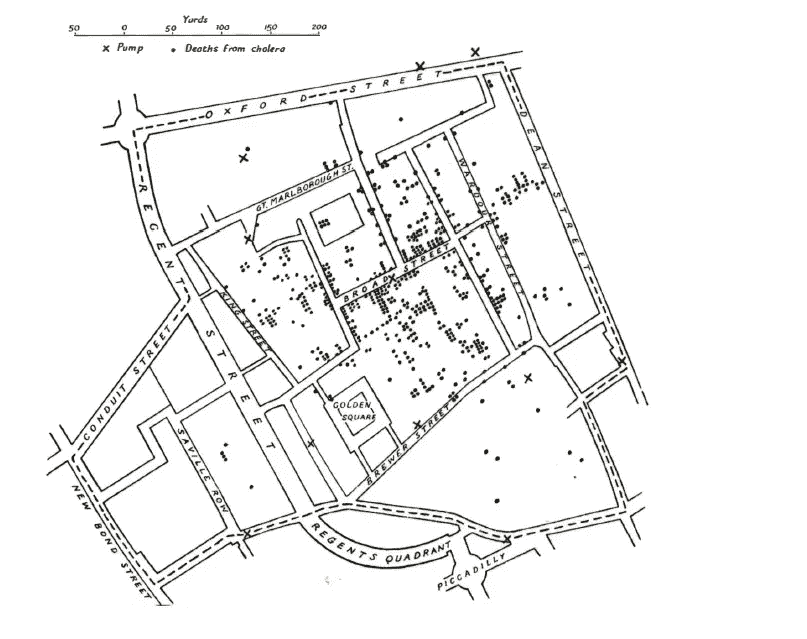 Yards
50 0 50 100 150 200
x Pump • Deaths from cholera
OXFORD STREET
DEAN STREET
WARDOUR STREET
GT. MARLBOROUGH ST.
REGENT STREET
BROAD STREET
KING STREET
CONDUIT STREET
GOLDEN
SQUARE
SAVILLE ROW
BREWER STREET
NEW BOND STREET
REGENTS QUADRANT
PICCADILLY